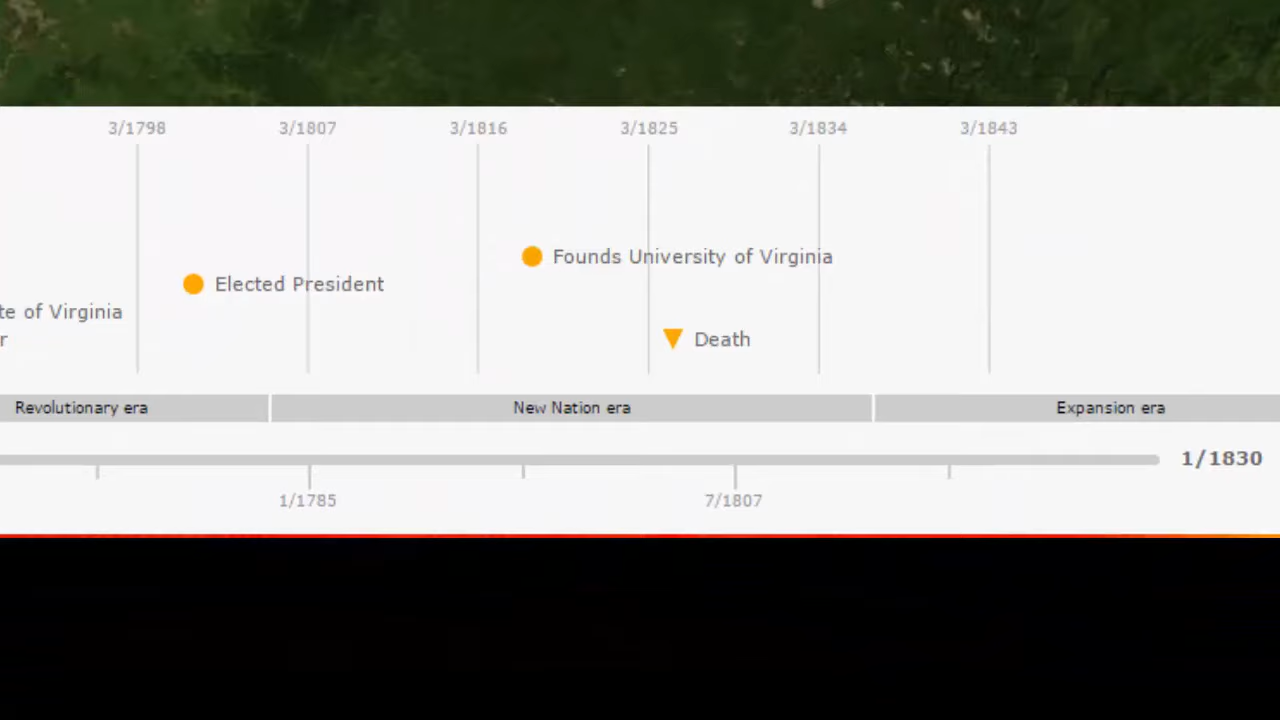 3/1798 3/1807 3/1816 3/1825 3/1834 3/1843
Founds University of Virginia
Elected President
te of Virginia
r Death
Revolutionary era New Nation era Expansion era
1/1830
1/1785 7/1807